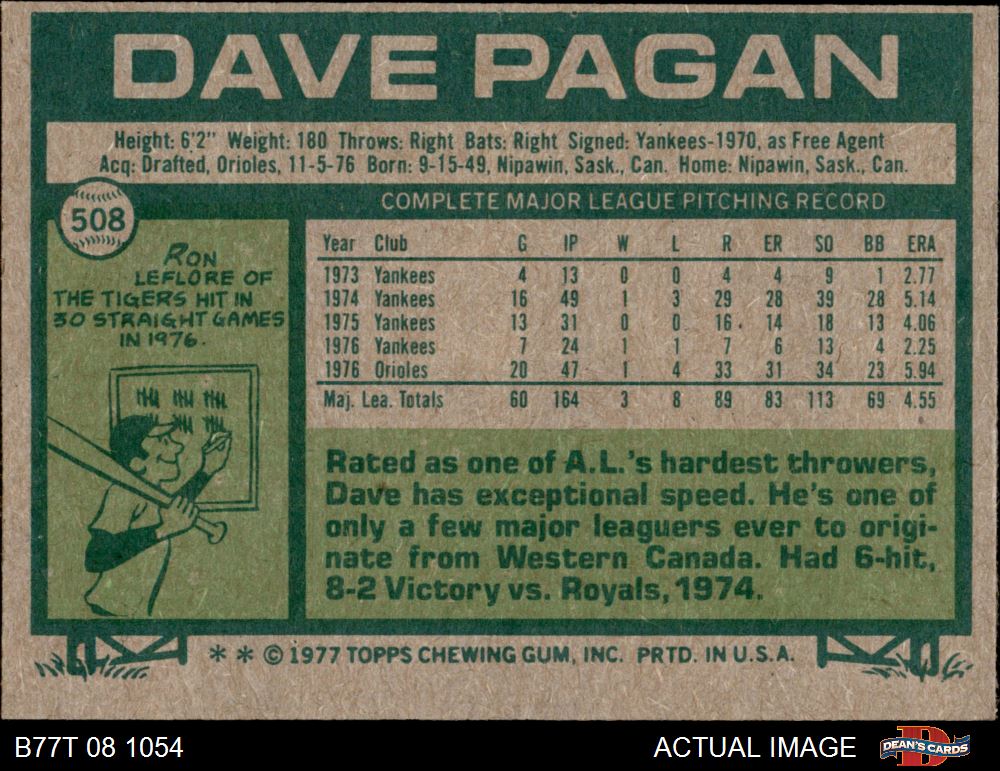 DAVE PAGAN
Height: 6'2" Weight: 180 Throws: Right Bats: Right Signed: Yankees-1970, as Free Agent
Acq: Drafted, Orioles, 11-5-76 Born: 9-15-49, Nipawin, Sask., Can. Home: Nipawin, Sask., Can.
508
RON
LEFLORE OF
THE TIGERS HIT IN
30 STRAIGHT GAMES
IN 1976.
COMPLETE MAJOR LEAGUE PITCHING RECORD
Year Club G IP W L R ER SO BB ERA
1973 Yankees 4 13 0 0 4 4 9 1 2.77
1974 Yankees 16 49 1 3 29 28 39 28 5.14
1975 Yankees 13 31 0 0 16 14 18 13 4.06
1976 Yankees 7 24 1 1 7 6 13 4 2.25
1976 Orioles 20 47 1 4 33 31 34 23 5.94
Maj. Lea. Totals 60 164 3 8 89 83 113 69 4.55
Rated as one of A.L.'s hardest throwers,
Dave has exceptional speed. He's one of
only a few major leaguers ever to origi-
nate from Western Canada. Had 6-hit,
8-2 Victory vs. Royals, 1974.
* * © 1977 TOPPS CHEWING GUM, INC. PRTD. IN U.S.A.
B77T 08 1054 ACTUAL IMAGE DEAN'S CARDS